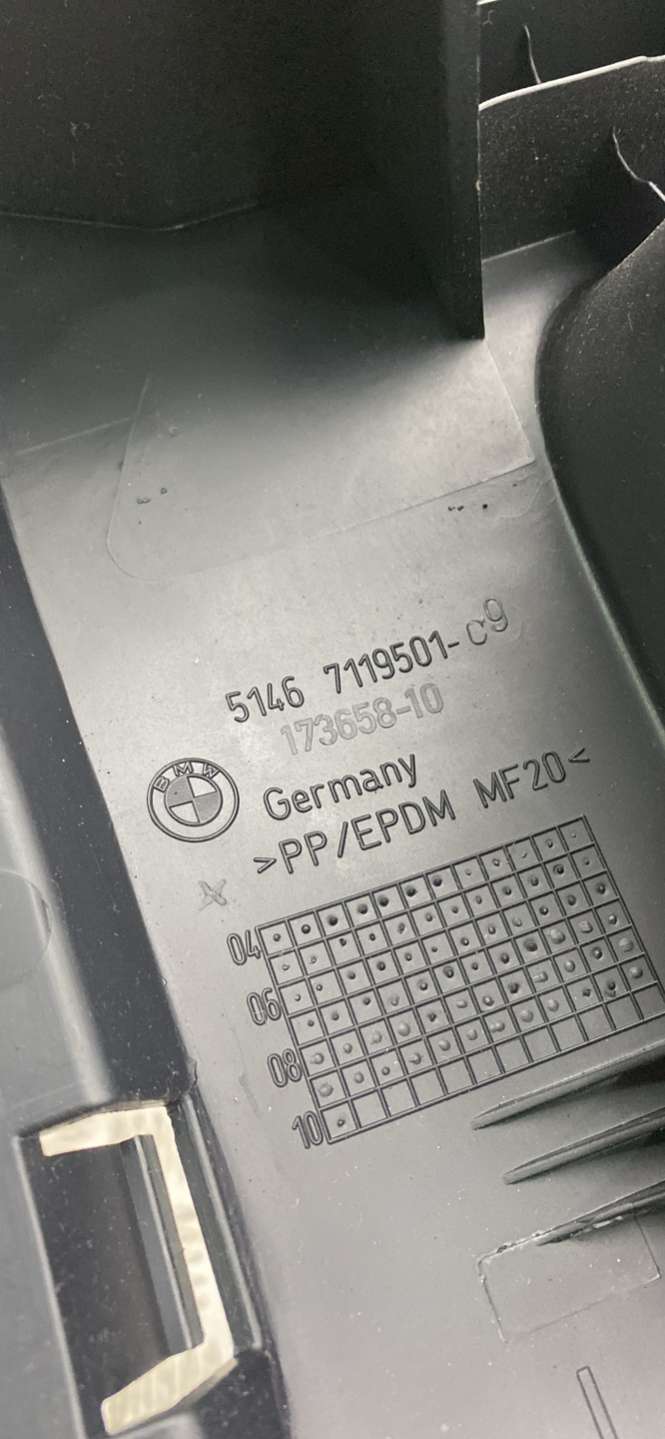 5146 7119501-C9
173658-10
BMW
Germany
>PP/EPDM MF20<
04
06
08
10